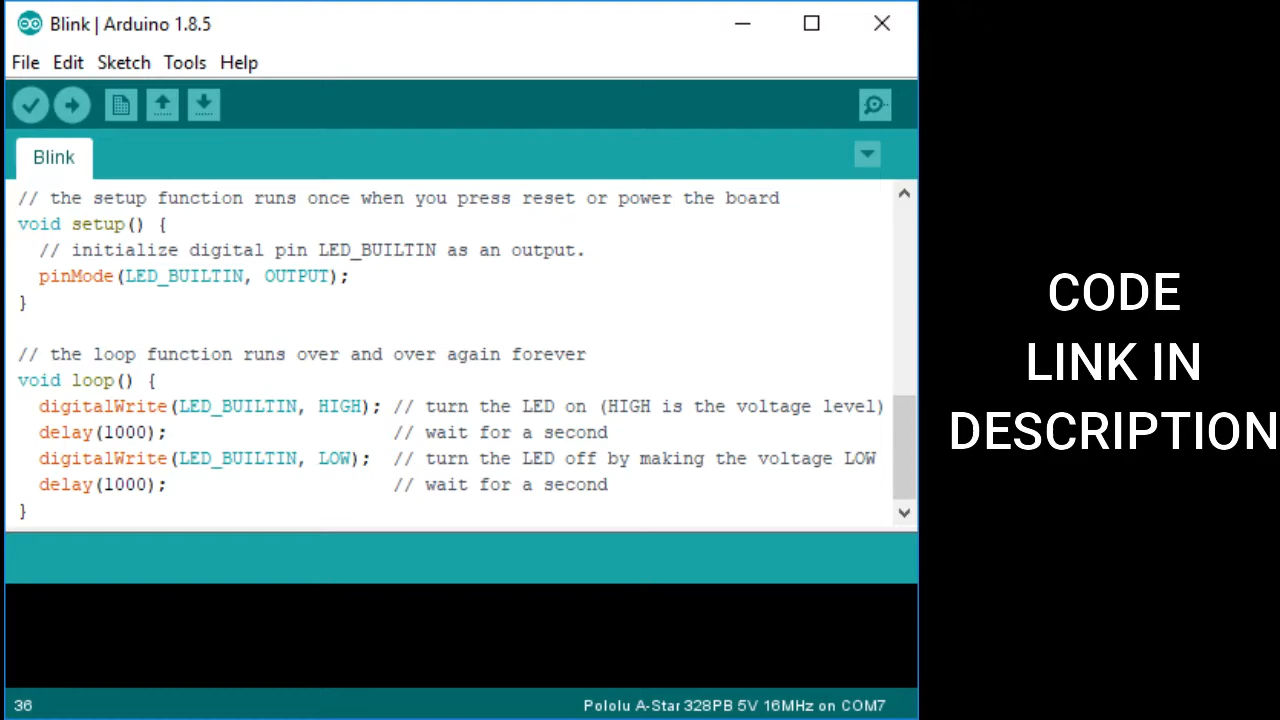 Blink | Arduino 1.8.5
File Edit Sketch Tools Help
Blink
// the setup function runs once when you press reset or power the board
void setup() {
  // initialize digital pin LED_BUILTIN as an output.
  pinMode(LED_BUILTIN, OUTPUT);
}

// the loop function runs over and over again forever
void loop() {
  digitalWrite(LED_BUILTIN, HIGH); // turn the LED on (HIGH is the voltage level)
  delay(1000);                     // wait for a second
  digitalWrite(LED_BUILTIN, LOW);  // turn the LED off by making the voltage LOW
  delay(1000);                     // wait for a second
}
36
Pololu A-Star 328PB 5V 16MHz on COM7
CODE
LINK IN
DESCRIPTION